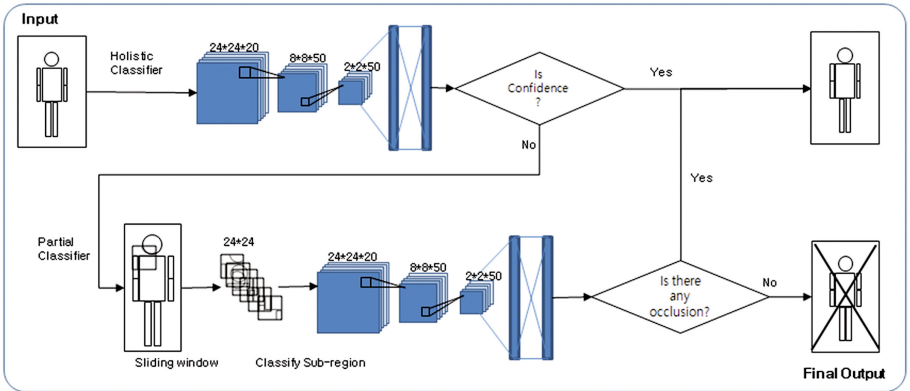 Input
Holistic
Classifier
24*24*20
8*8*50
2*2*50
Is
Confidence
?
Yes
No
Yes
Partial
Classifier
24*24
24*24*20
8*8*50
2*2*50
Is there
any
occlusion?
No
Sliding window
Classify Sub-region
Final Output